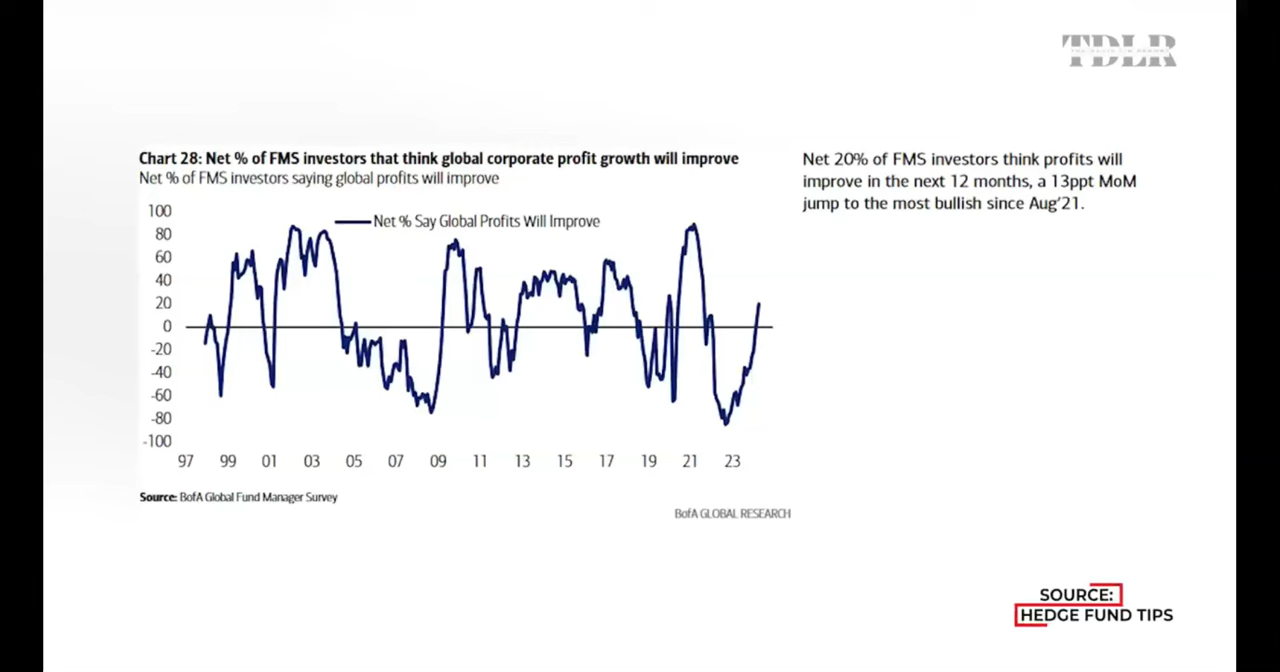 TDLR
Chart 28: Net % of FMS investors that think global corporate profit growth will improve
Net % of FMS investors saying global profits will improve
Net % Say Global Profits Will Improve
100
80
60
40
20
0
-20
-40
-60
-80
-100
97 99 01 03 05 07 09 11 13 15 17 19 21 23
Source: BofA Global Fund Manager Survey
BofA GLOBAL RESEARCH
Net 20% of FMS investors think profits will
improve in the next 12 months, a 13ppt MoM
jump to the most bullish since Aug'21.
SOURCE:
HEDGE FUND TIPS